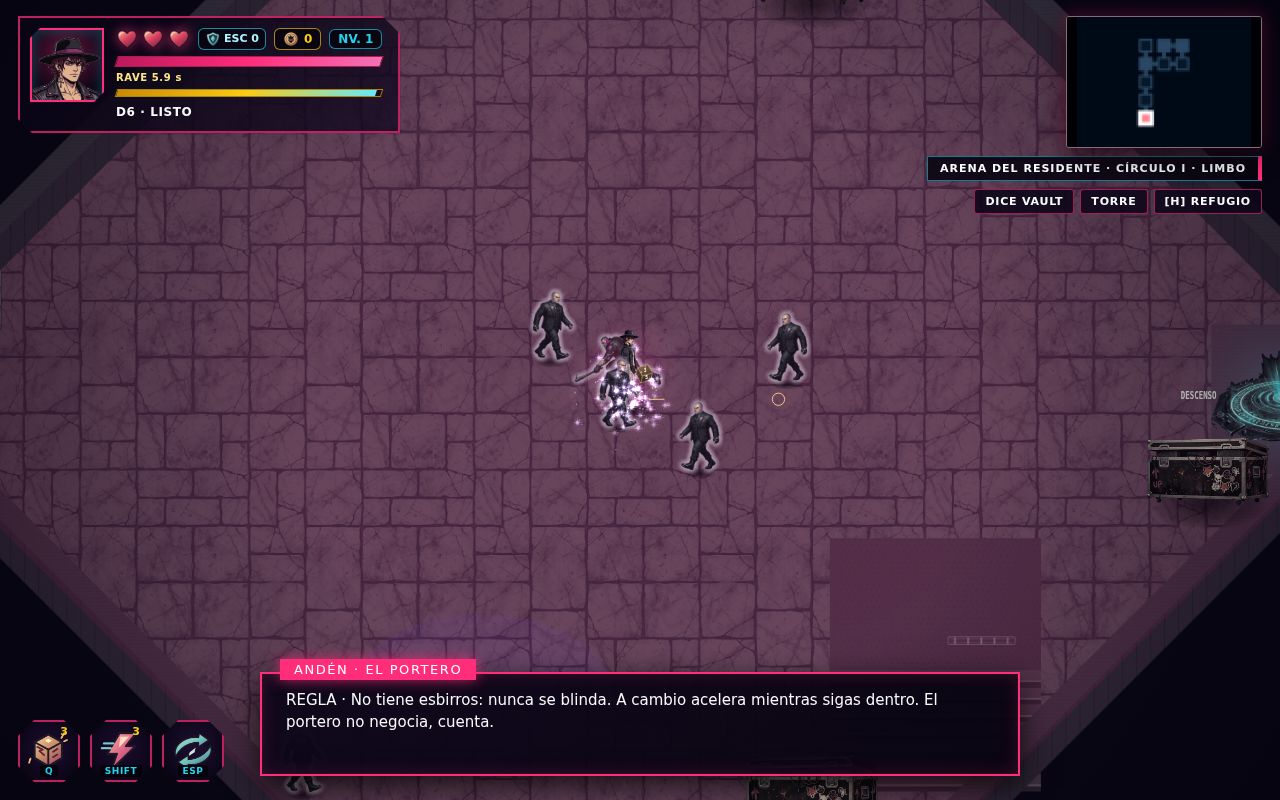 ESC 0
0
NV. 1
RAVE 5.9 s
D6 · LISTO
ARENA DEL RESIDENTE · CÍRCULO I · LIMBO
DICE VAULT
TORRE
[H] REFUGIO
DESCENSO
ANDÉN · EL PORTERO
REGLA · No tiene esbirros: nunca se blinda. A cambio acelera mientras sigas dentro. El
portero no negocia, cuenta.
3
Q
3
SHIFT
ESP